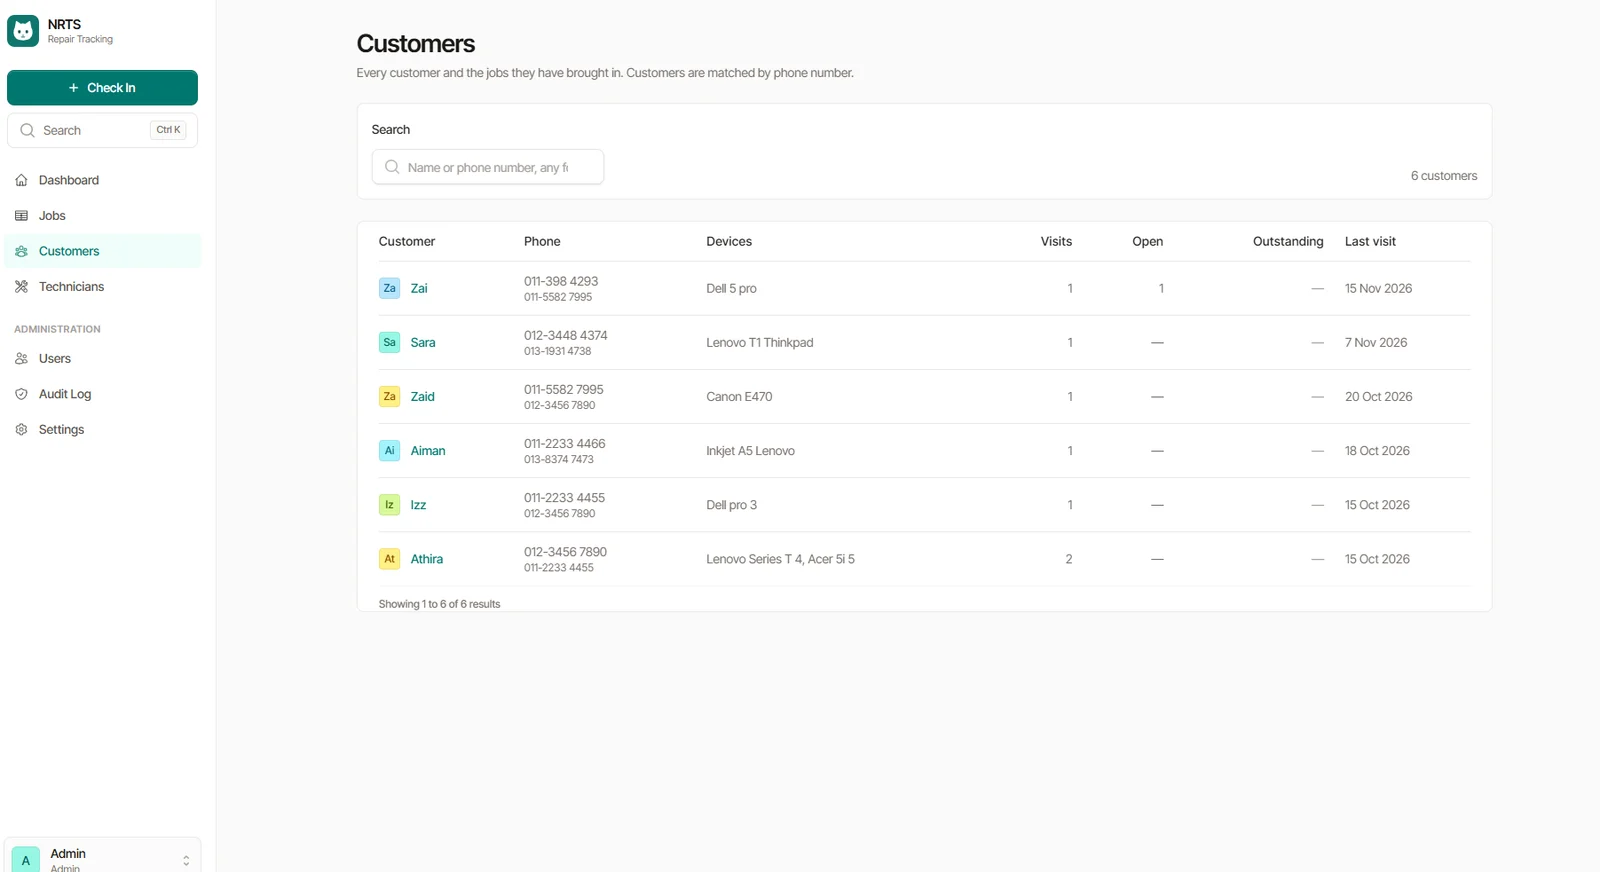 NRTS
Repair Tracking
+ Check In
Search Ctrl K
Dashboard
Jobs
Customers
Technicians
ADMINISTRATION
Users
Audit Log
Settings
A Admin
Admin
Customers
Every customer and the jobs they have brought in. Customers are matched by phone number.
Search
Name or phone number, any fo
6 customers
Customer Phone Devices Visits Open Outstanding Last visit
Za Zai 011-398 4293 Dell 5 pro 1 1 — 15 Nov 2026
011-5582 7995
Sa Sara 012-3448 4374 Lenovo T1 Thinkpad 1 — — 7 Nov 2026
013-1931 4738
Za Zaid 011-5582 7995 Canon E470 1 — — 20 Oct 2026
012-3456 7890
Ai Aiman 011-2233 4466 Inkjet A5 Lenovo 1 — — 18 Oct 2026
013-8374 7473
Iz Izz 011-2233 4455 Dell pro 3 1 — — 15 Oct 2026
012-3456 7890
At Athira 012-3456 7890 Lenovo Series T 4, Acer 5i 5 2 — — 15 Oct 2026
011-2233 4455
Showing 1 to 6 of 6 results